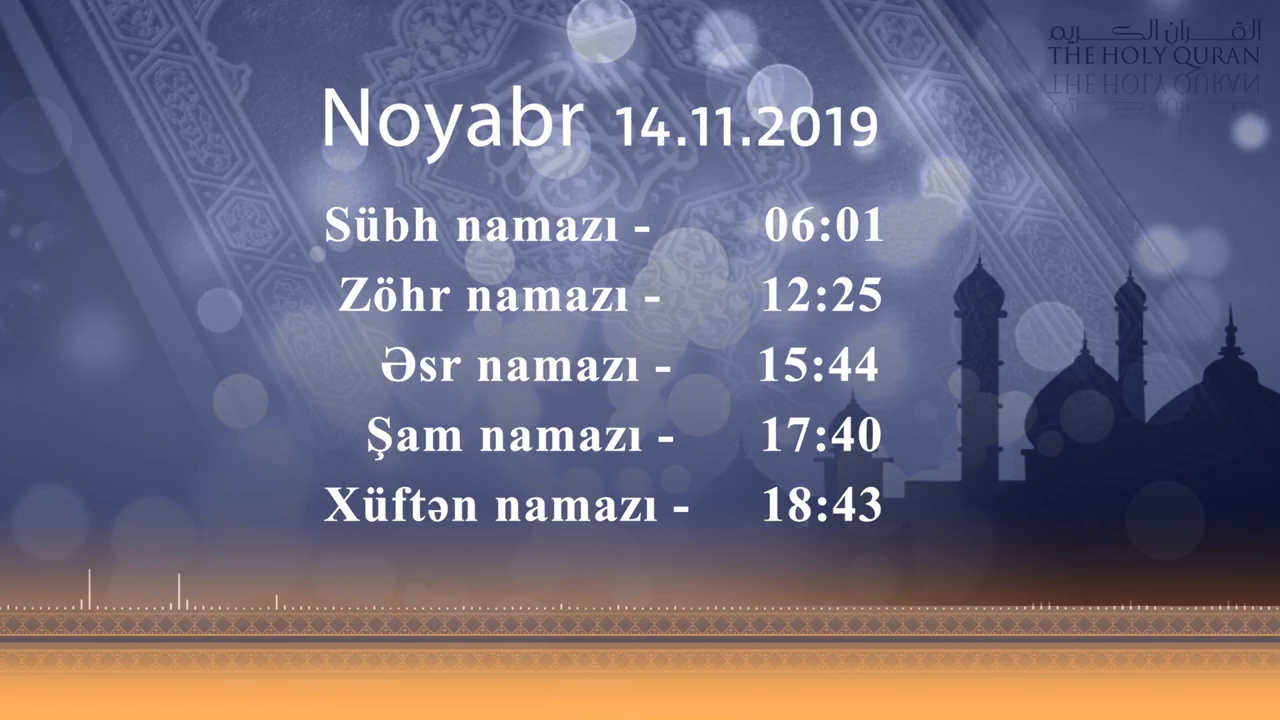 القرآن الكريم
THE HOLY QURAN
Noyabr 14.11.2019
Sübh namazı - 06:01
Zöhr namazı - 12:25
Əsr namazı - 15:44
Şam namazı - 17:40
Xüftən namazı - 18:43